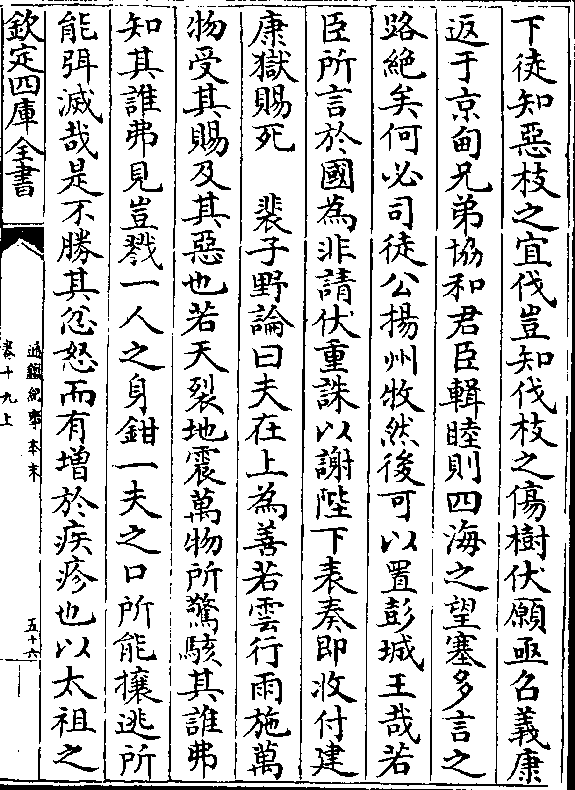 下徒知惡枝之宜伐豈知伐枝之傷樹伏願亟召義康
返于京甸兄弟協和君臣輯睦則四海之望塞多言之
路絶矣何必司徒公揚州牧然後可以置彭城王哉若
臣所言於國為非請伏重誅以謝陛下表奏即收付建
康獄賜死　裴子野論曰夫在上為善若雲行雨施萬
物受其賜及其惡也若天裂地震萬物所驚駭其誰弗
知其誰弗見豈戮一人之身鉗一夫之口所能攘逃所
能弭滅哉是不勝其忿怒而有增於疾疹也以太祖之
欽定四庫全書
通鑑紀事本末
卷十九上
五十六